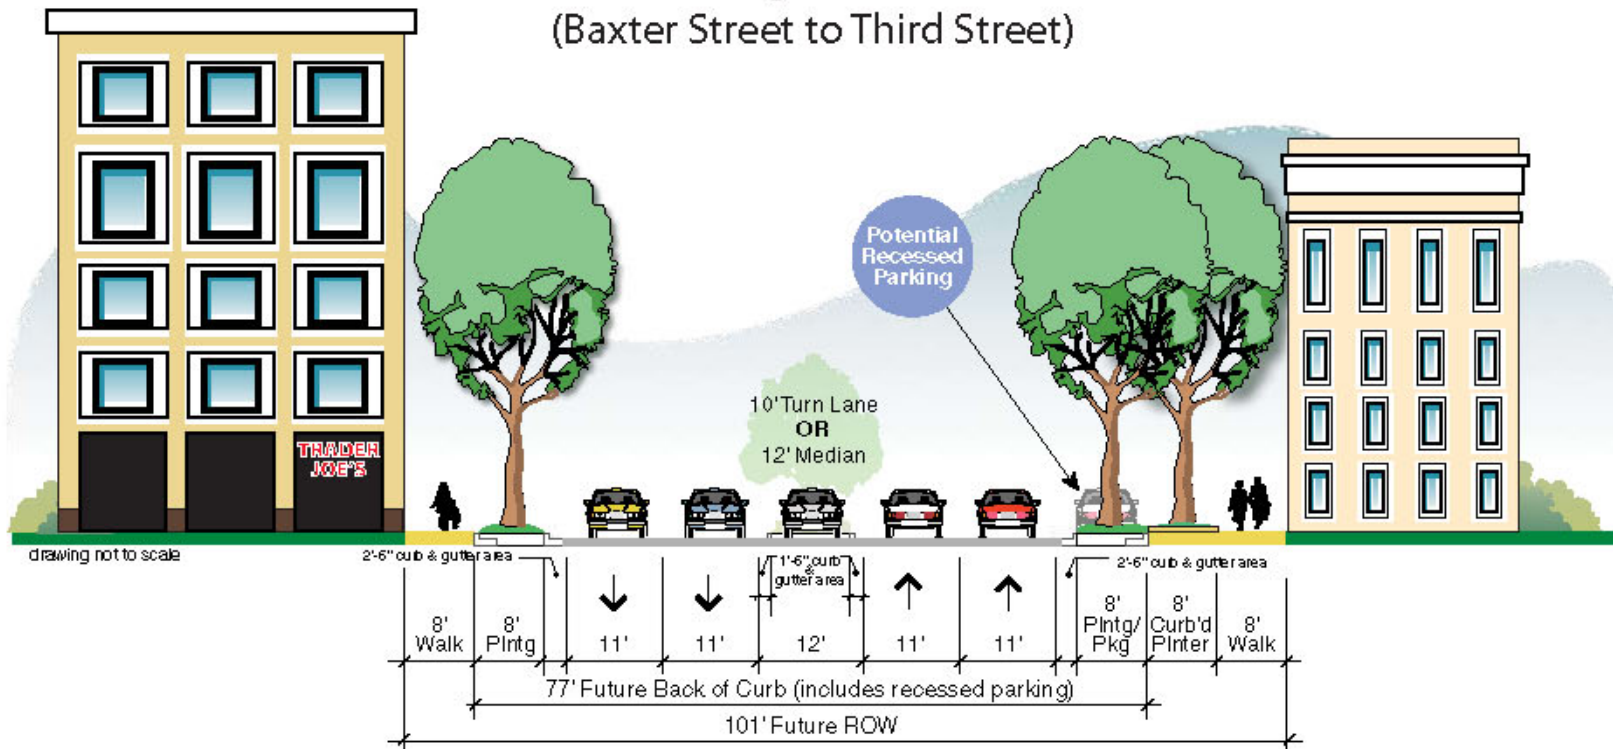 (Baxter Street to Third Street)
Potential
Recessed
Parking
10' Turn Lane
OR
12' Median
TRADER
JOE'S
drawing not to scale
2'-6" curb & gutter area
1'-6" curb
&
gutter area
2'-6" curb & gutter area
8'
Walk
8'
Plntg
11'
11'
12'
11'
11'
8'
Plntg/
Pkg
8'
Curb'd
Plnter
8'
Walk
77' Future Back of Curb (includes recessed parking)
101' Future ROW